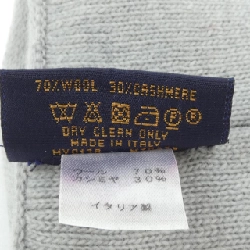 70%WOOL 30%CASHMERE
DRY CLEAN ONLY
MADE IN ITALY
ウール 70%
カシミヤ 30%
イタリア製